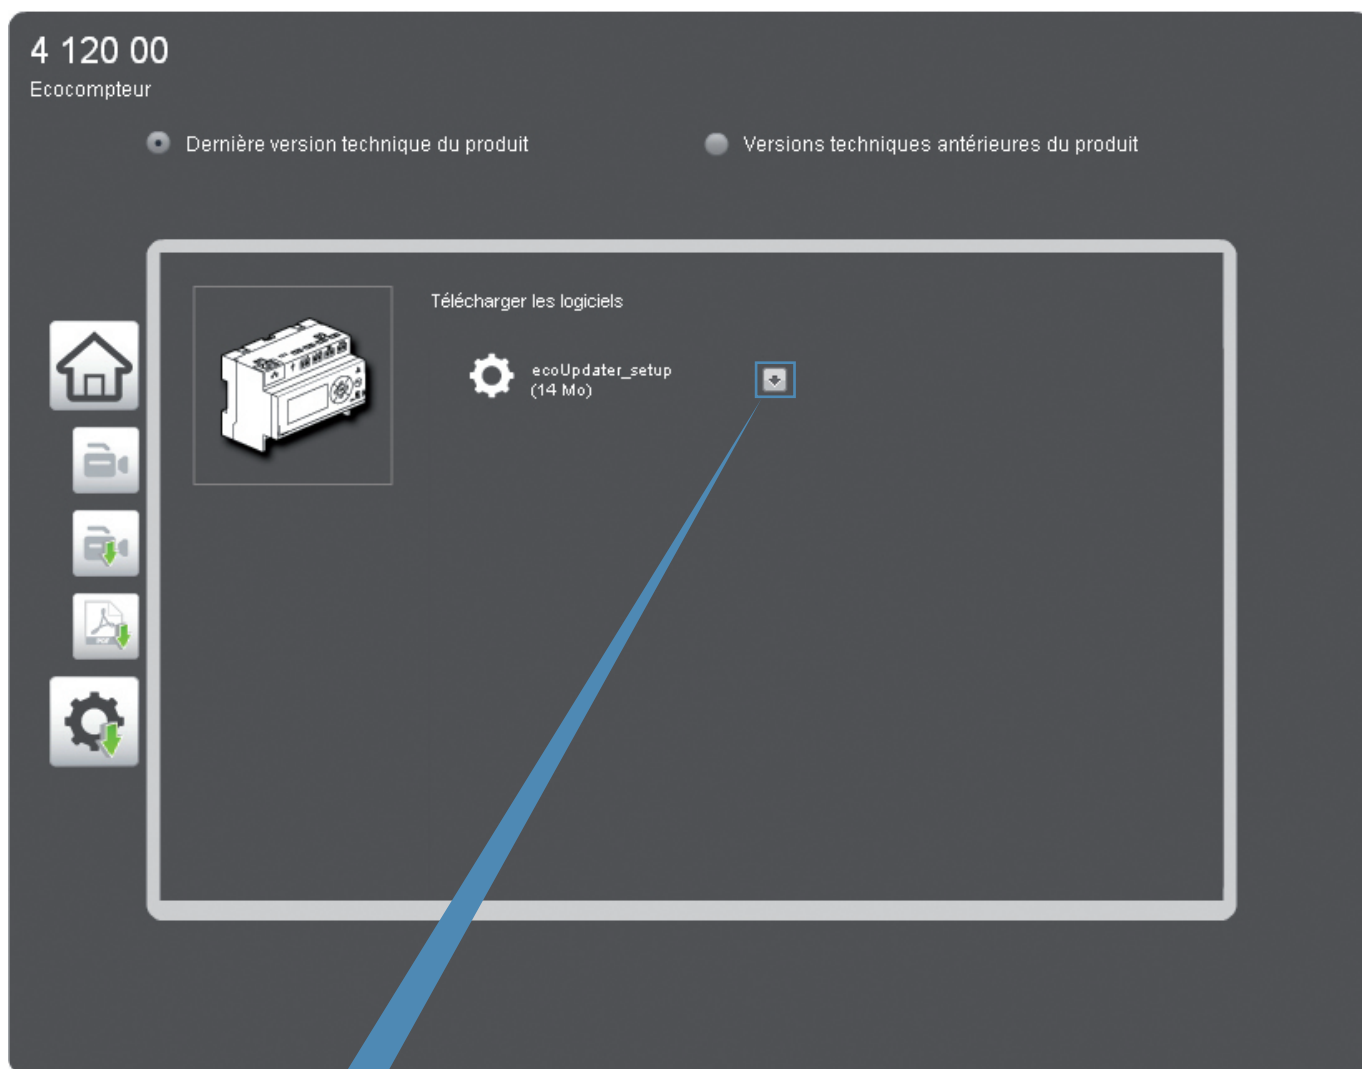 4 120 00
Ecocompteur
Dernière version technique du produit
Versions techniques antérieures du produit
Télécharger les logiciels
ecoUpdater_setup
(14 Mo)
PDF